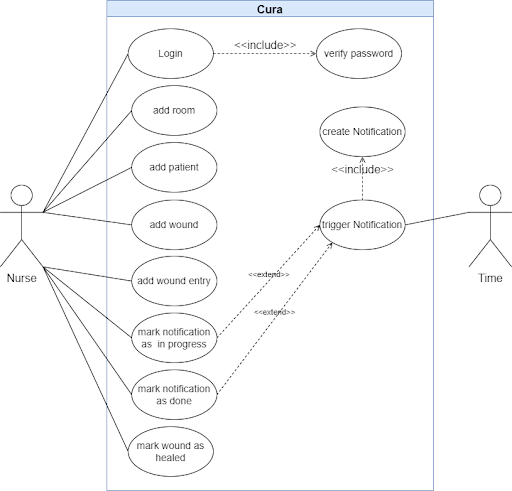 Cura
Login
<<include>>
verify password
add room
create Notification
add patient
<<include>>
add wound
trigger Notification
Nurse
Time
add wound entry
<<extend>>
<<extend>>
mark notification
as in progress
mark notification
as done
mark wound as
healed